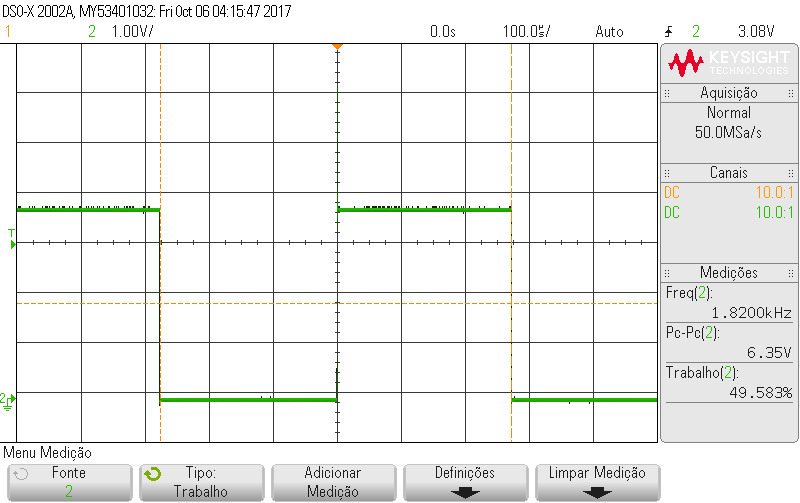 DSO-X 2002A, MY53401032: Fri Oct 06 04:15:47 2017
1 2 1.00V/ 0.0s 100.0s/ Auto 2 3.08V
KEYSIGHT
TECHNOLOGIES
Aquisição
Normal
50.0MSa/s
Canais
DC 10.0:1
DC 10.0:1
T
Medições
Freq(2):
1.8200kHz
Pc-Pc(2):
6.35V
Trabalho(2):
49.583%
2
Menu Medição
Fonte
2
Tipo:
Trabalho
Adicionar
Medição
Definições
Limpar Medição